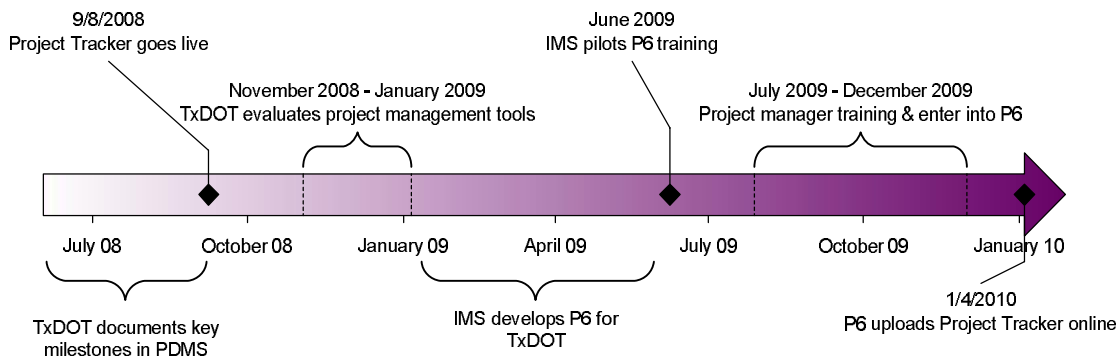 9/8/2008
Project Tracker goes live
June 2009
IMS pilots P6 training
November 2008 - January 2009
TxDOT evaluates project management tools
July 2009 - December 2009
Project manager training & enter into P6
July 08
October 08
January 09
April 09
July 09
October 09
January 10
TxDOT documents key
milestones in PDMS
IMS develops P6 for
TxDOT
1/4/2010
P6 uploads Project Tracker online